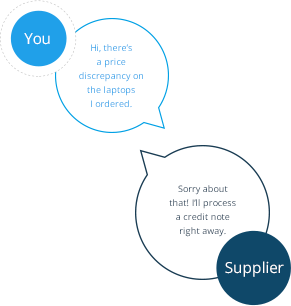 You
Hi, there's
a price
discrepancy on
the laptops
I ordered.
Sorry about
that! I'll process
a credit note
right away.
Supplier